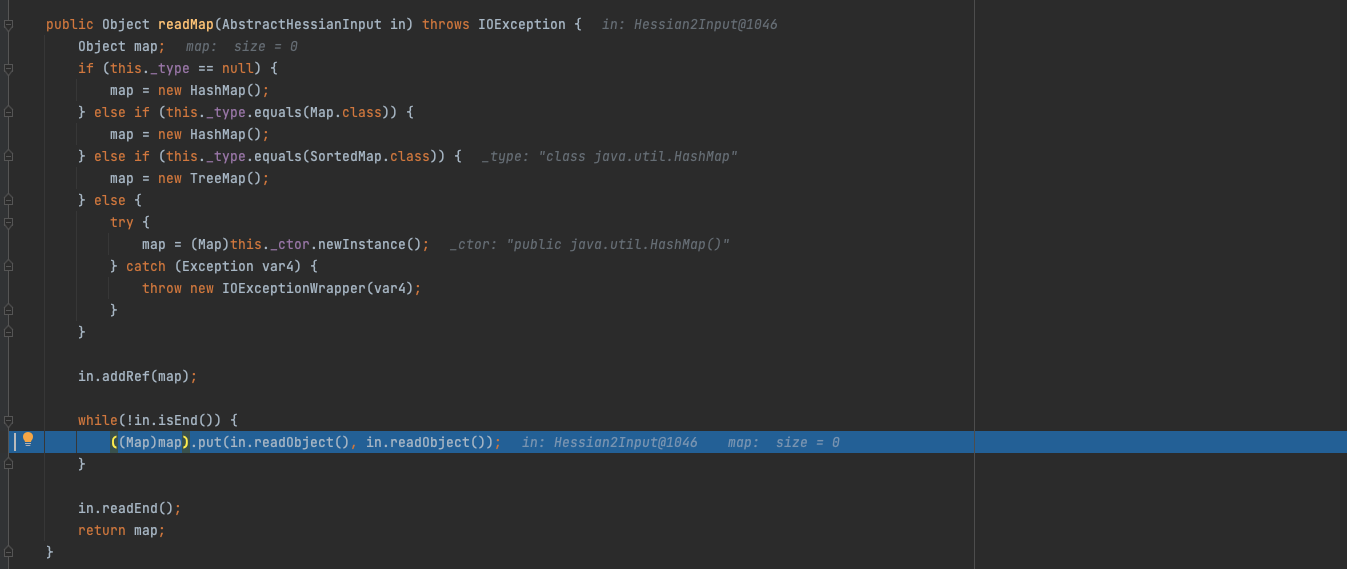 public Object readMap(AbstractHessianInput in) throws IOException {   in: Hessian2Input@1046
    Object map;   map:  size = 0
    if (this._type == null) {
        map = new HashMap();
    } else if (this._type.equals(Map.class)) {
        map = new HashMap();
    } else if (this._type.equals(SortedMap.class)) {   _type: "class java.util.HashMap"
        map = new TreeMap();
    } else {
        try {
            map = (Map)this._ctor.newInstance();   _ctor: "public java.util.HashMap()"
        } catch (Exception var4) {
            throw new IOExceptionWrapper(var4);
        }
    }

    in.addRef(map);

    while(!in.isEnd()) {
        ((Map)map).put(in.readObject(), in.readObject());   in: Hessian2Input@1046    map:  size = 0
    }

    in.readEnd();
    return map;
}